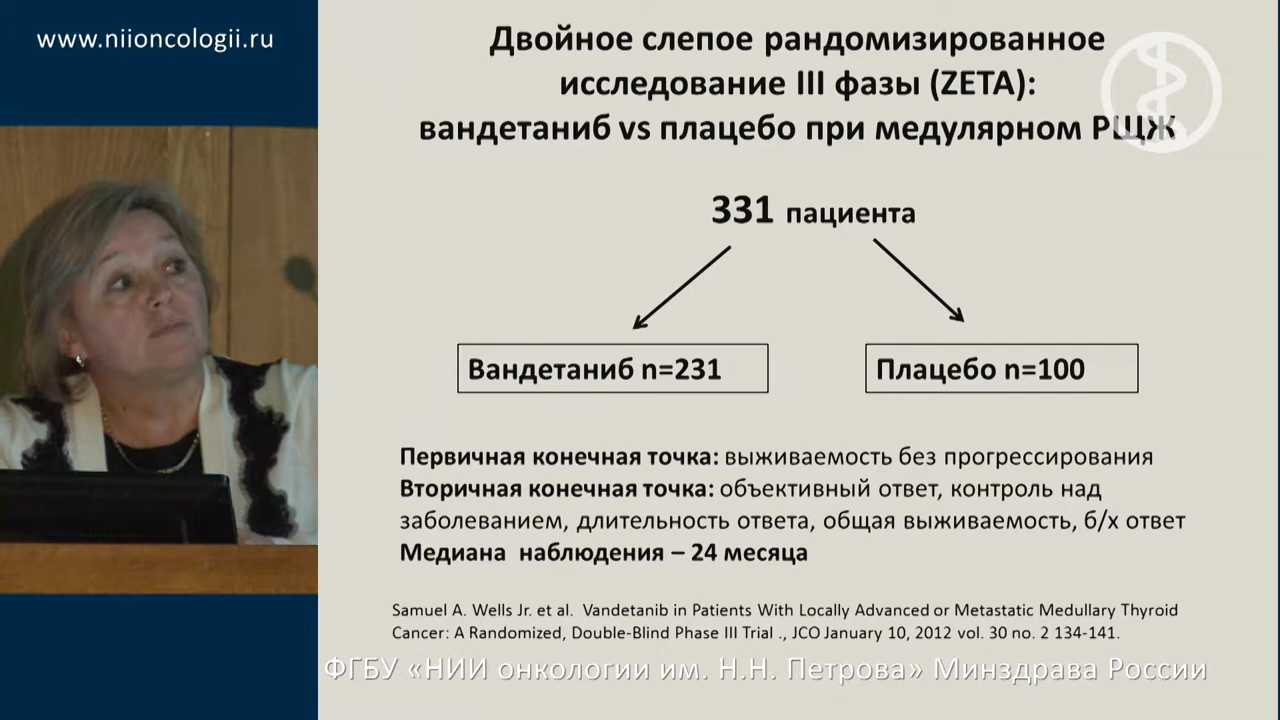 www.niioncologii.ru
Двойное слепое рандомизированное
исследование III фазы (ZETA):
вандетаниб vs плацебо при медулярном РЩЖ
331 пациента
Вандетаниб n=231
Плацебо n=100
Первичная конечная точка: выживаемость без прогрессирования
Вторичная конечная точка: объективный ответ, контроль над
заболеванием, длительность ответа, общая выживаемость, б/х ответ
Медиана наблюдения – 24 месяца
Samuel A. Wells Jr. et al. Vandetanib in Patients With Locally Advanced or Metastatic Medullary Thyroid
Cancer: A Randomized, Double-Blind Phase III Trial ., JCO January 10, 2012 vol. 30 no. 2 134-141.
ФГБУ «НИИ онкологии им. Н.Н. Петрова» Минздрава России